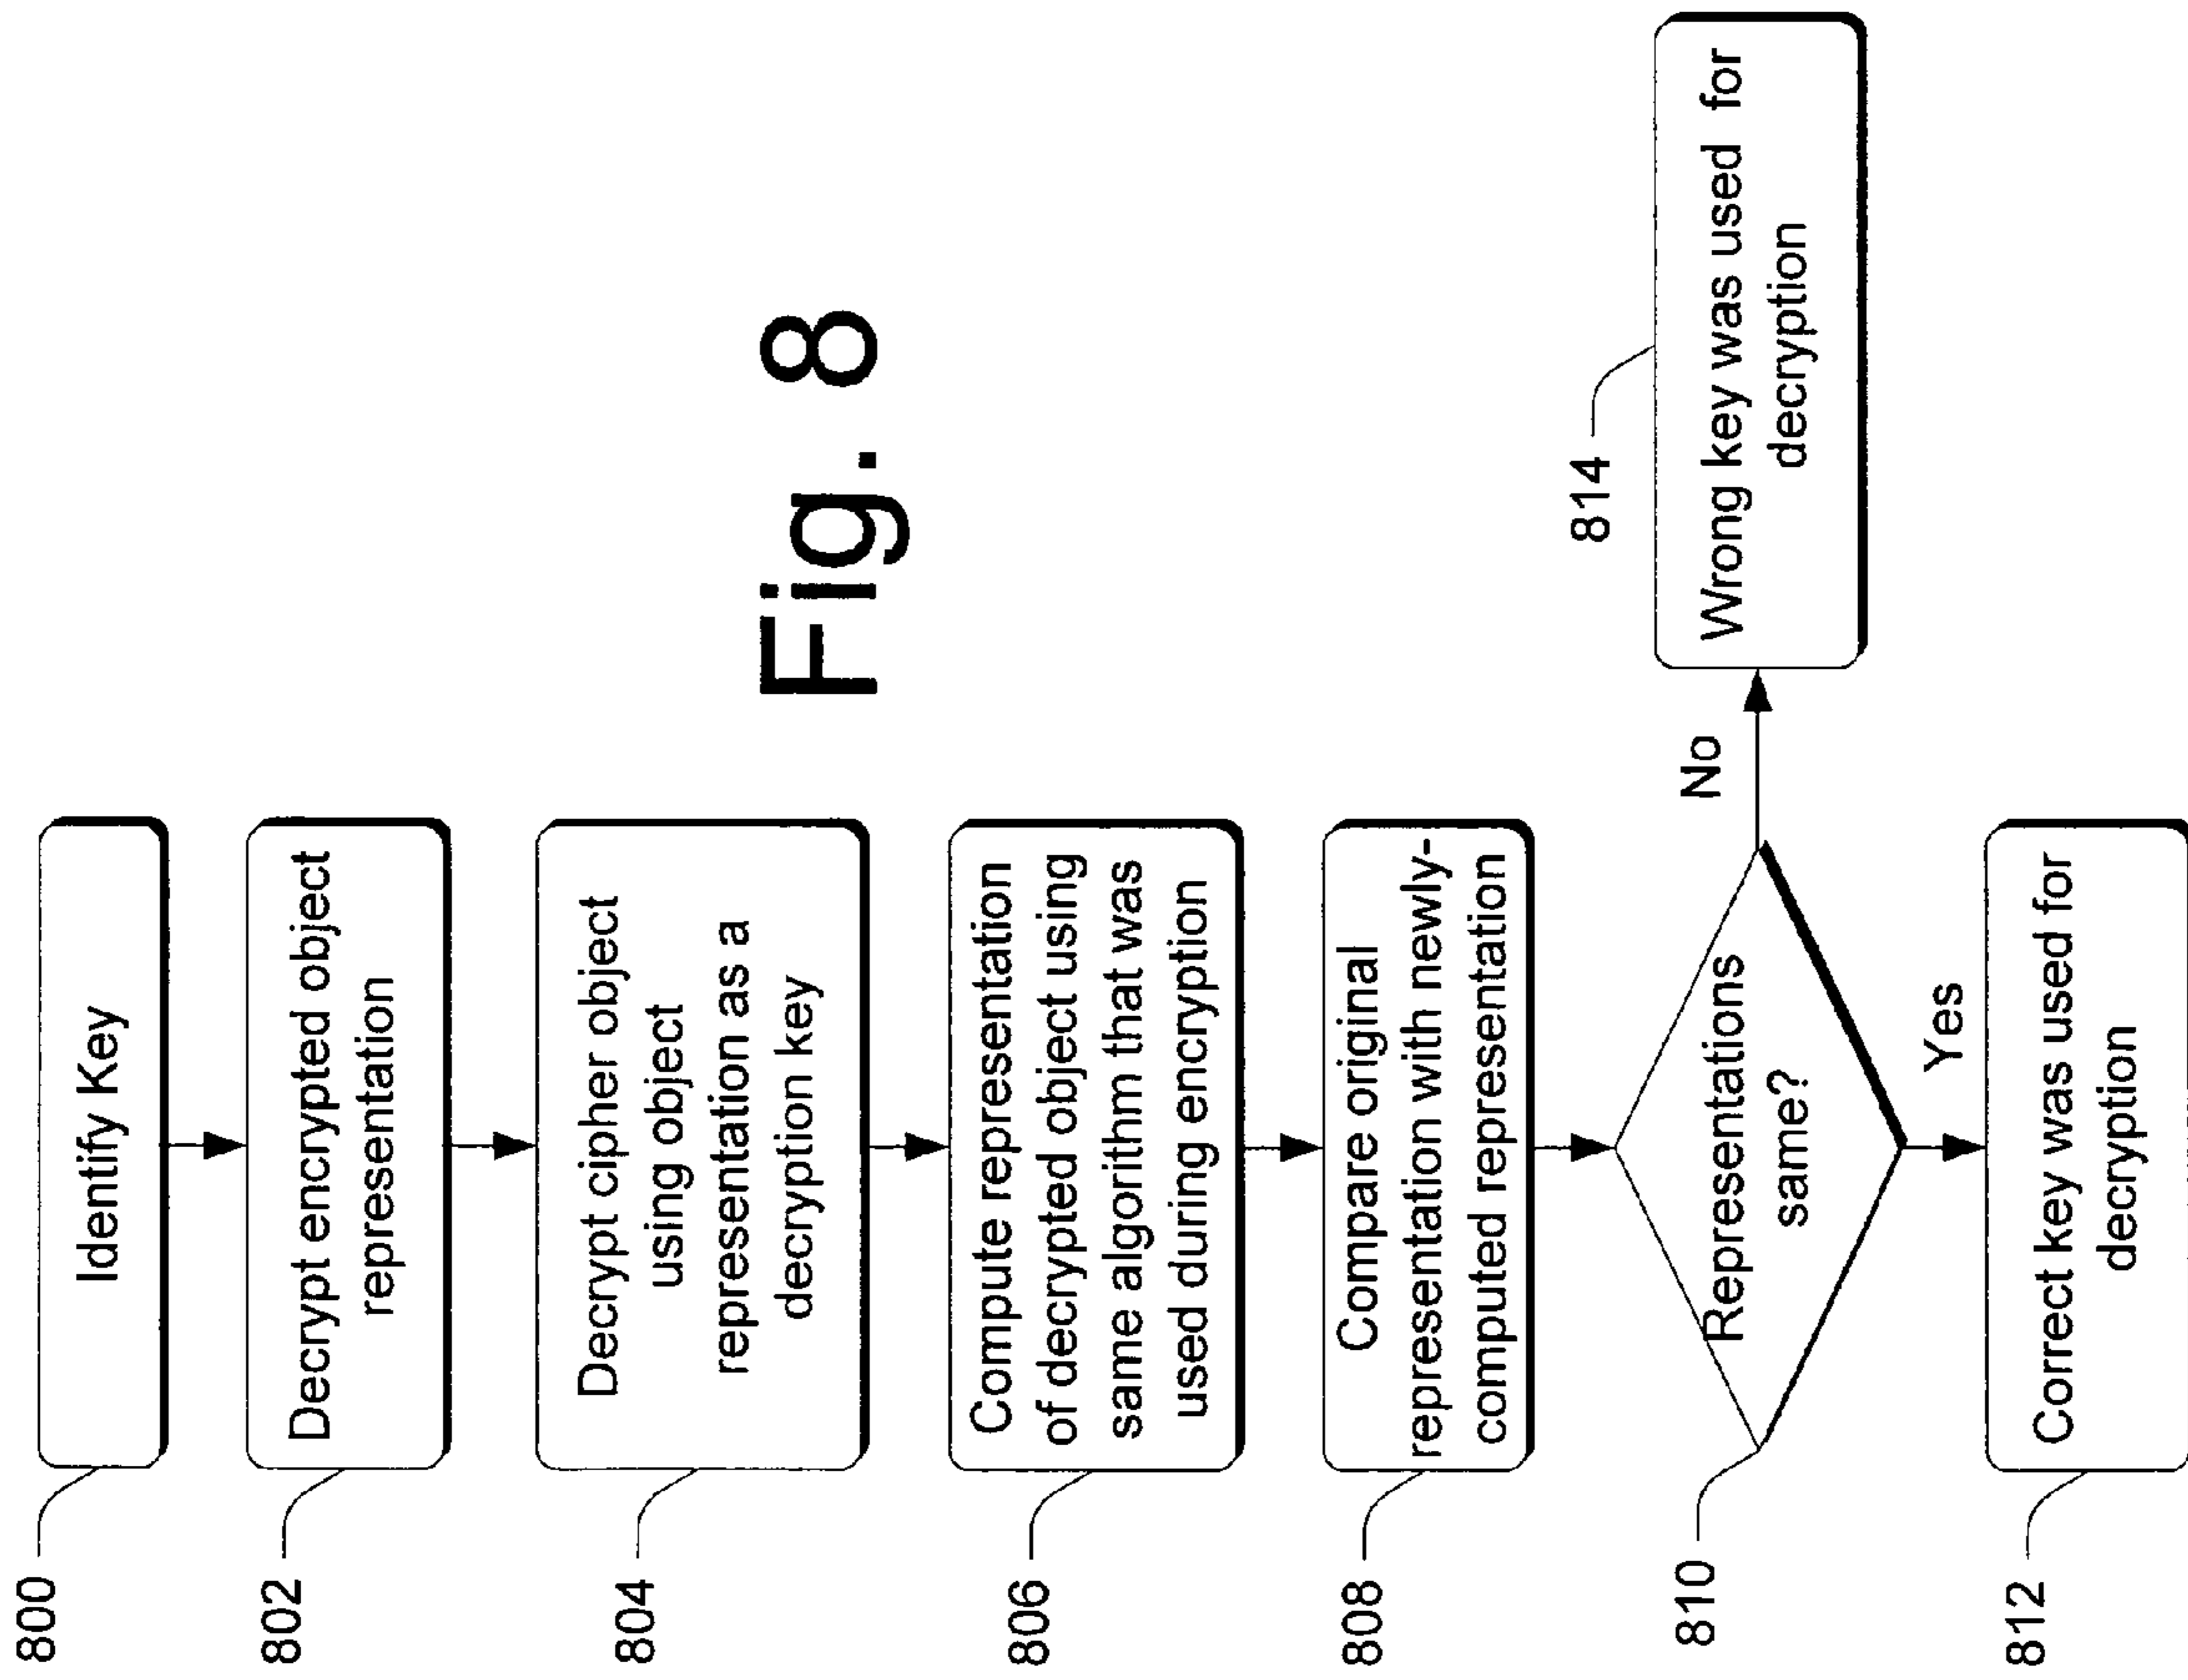 800
Identify Key
802
Decrypt encrypted object
representation
804
Decrypt cipher object
using object
representation as a
decryption key
Fig. 8
806
Compute representation
of decrypted object using
same algorithm that was
used during encryption
808
Compare original
representation with newly-
computed representation
810
Representations
same?
No
814
Wrong key was used for
decryption
Yes
812
Correct key was used for
decryption